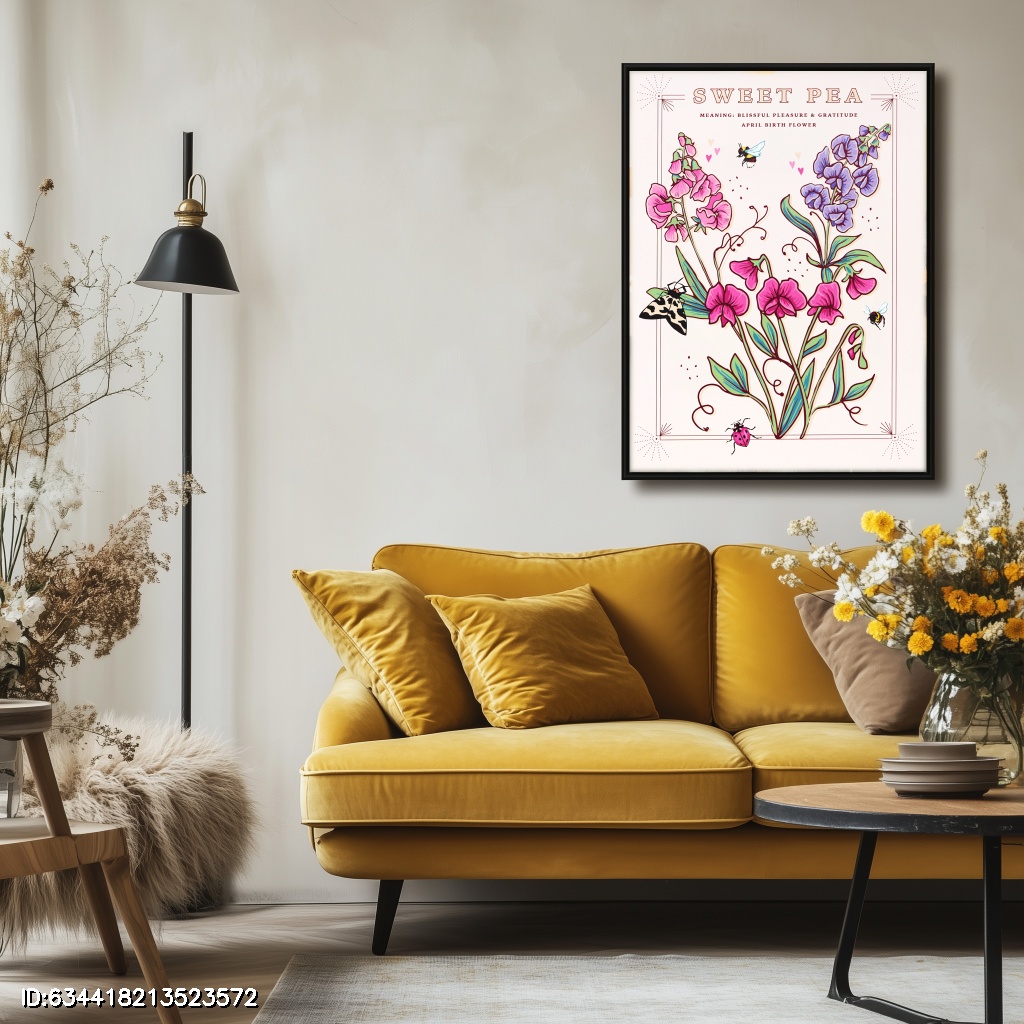 SWEET PEA
MEANING: BLISSFUL PLEASURE & GRATITUDE
APRIL BIRTH FLOWER
ID:634418213523572